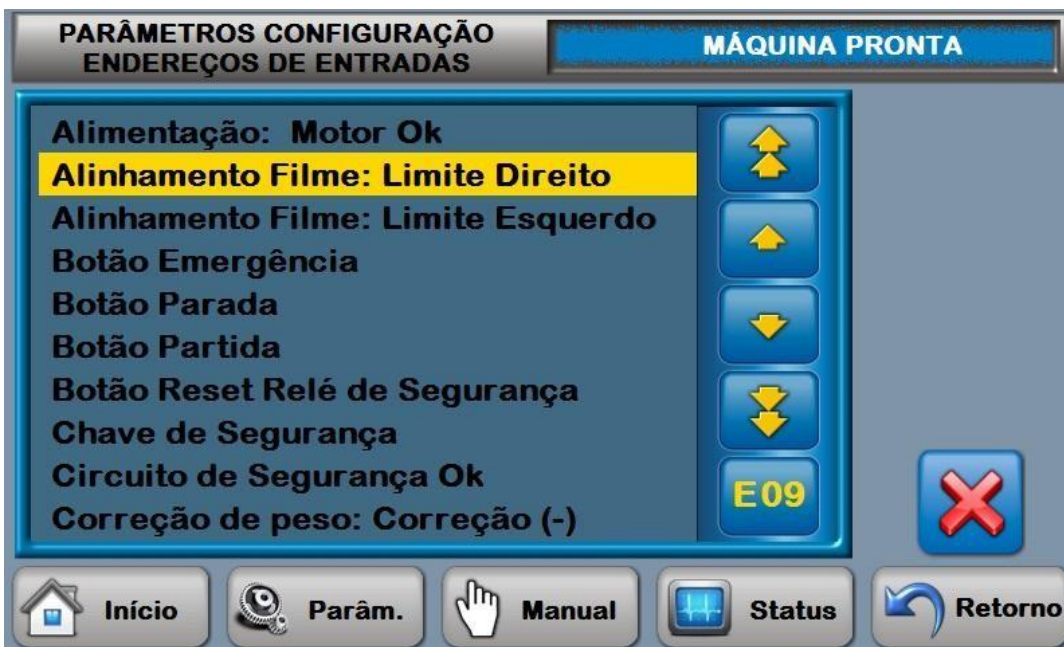 PARÂMETROS CONFIGURAÇÃO
ENDEREÇOS DE ENTRADAS
MÁQUINA PRONTA
Alimentação:  Motor Ok
Alinhamento Filme: Limite Direito
Alinhamento Filme: Limite Esquerdo
Botão Emergência
Botão Parada
Botão Partida
Botão Reset Relé de Segurança
Chave de Segurança
Circuito de Segurança Ok
Correção de peso: Correção (-)
E09
Início
Parâm.
Manual
Status
Retorno